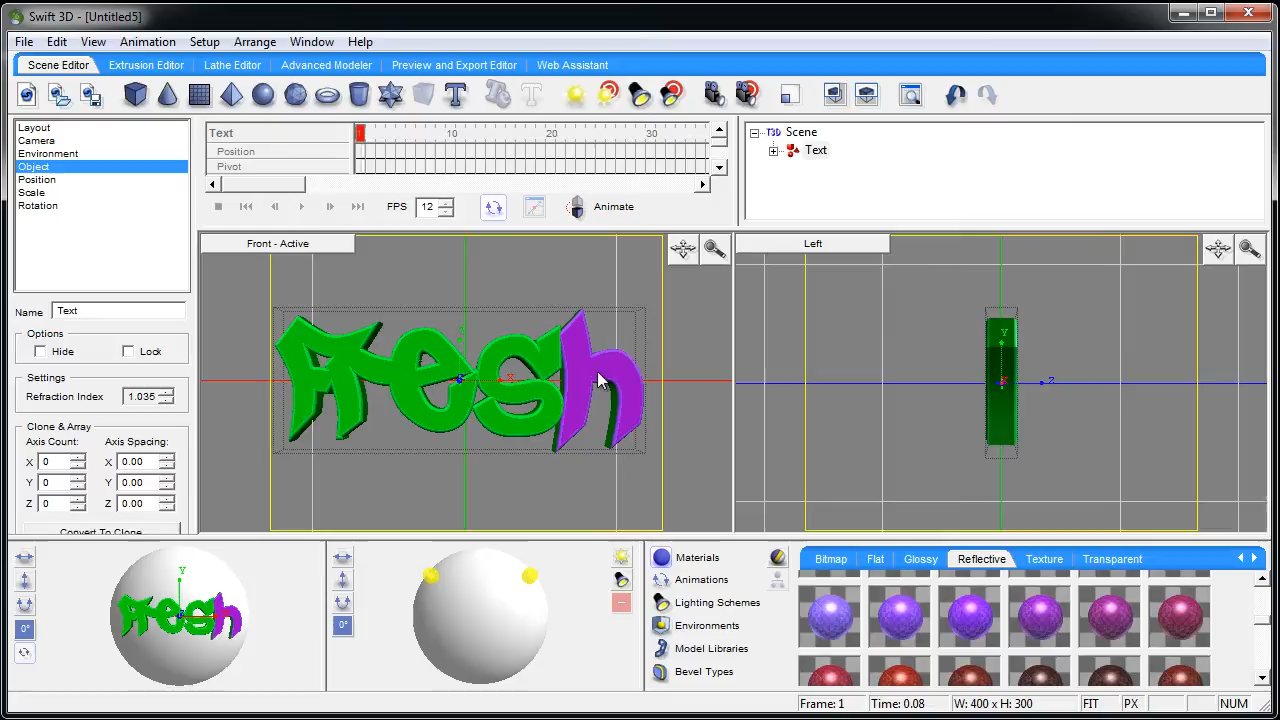 Swift 3D - [Untitled5]
File Edit View Animation Setup Arrange Window Help
Scene Editor Extrusion Editor Lathe Editor Advanced Modeler Preview and Export Editor Web Assistant
Layout
Camera
Environment
Object
Position
Scale
Rotation
Text 1 10 20 30
Position
Pivot
FPS 12 Animate
Scene
Text
Name Text
Options
Hide Lock
Settings
Refraction Index 1.035
Clone & Array
Axis Count: Axis Spacing:
X 0 X 0.00
Y 0 Y 0.00
Z 0 Z 0.00
Convert To Clone
Front - Active
Left
Fresh
Y
X
Z
Y
Fresh
0°
0°
Materials
Animations
Lighting Schemes
Environments
Model Libraries
Bevel Types
Bitmap Flat Glossy Reflective Texture Transparent
Frame: 1 Time: 0.08 W: 400 x H: 300 FIT PX NUM